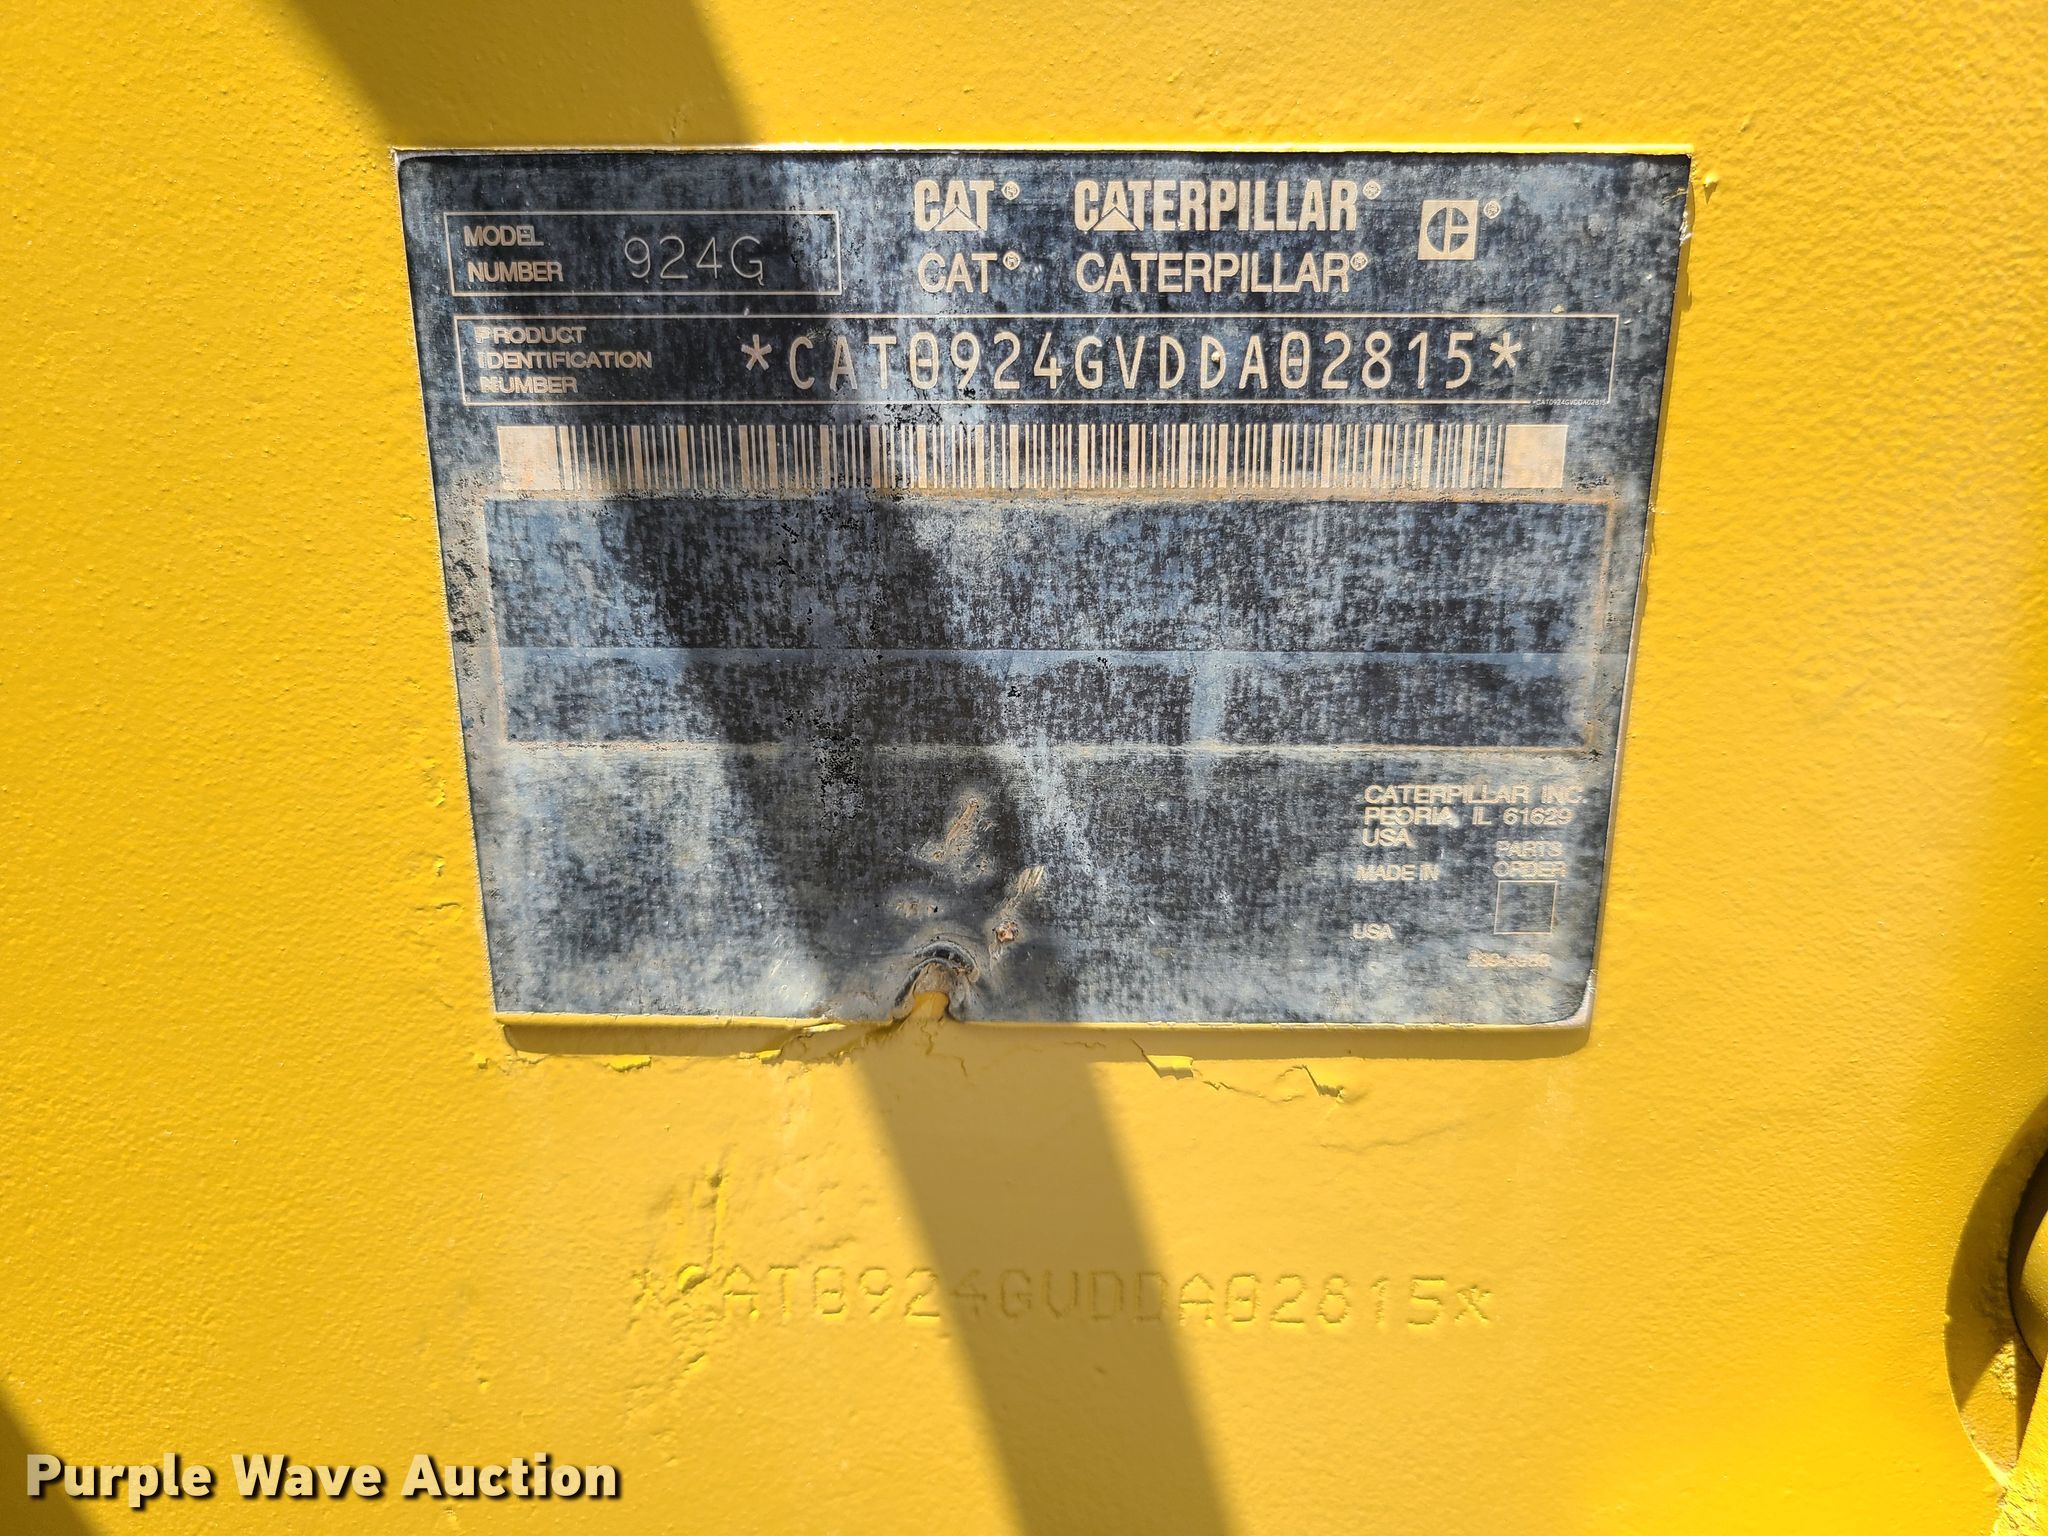 MODEL NUMBER 924G
CAT® CATERPILLAR® C®
CAT® CATERPILLAR®
PRODUCT IDENTIFICATION NUMBER *CAT0924GVDDA02815*
*CAT0924GVDDA02815*
CATERPILLAR INC.
PEORIA, IL 61629
USA
PARTS
MADE IN ORDER
USA
*CAT0924GVDDA02815*
Purple Wave Auction